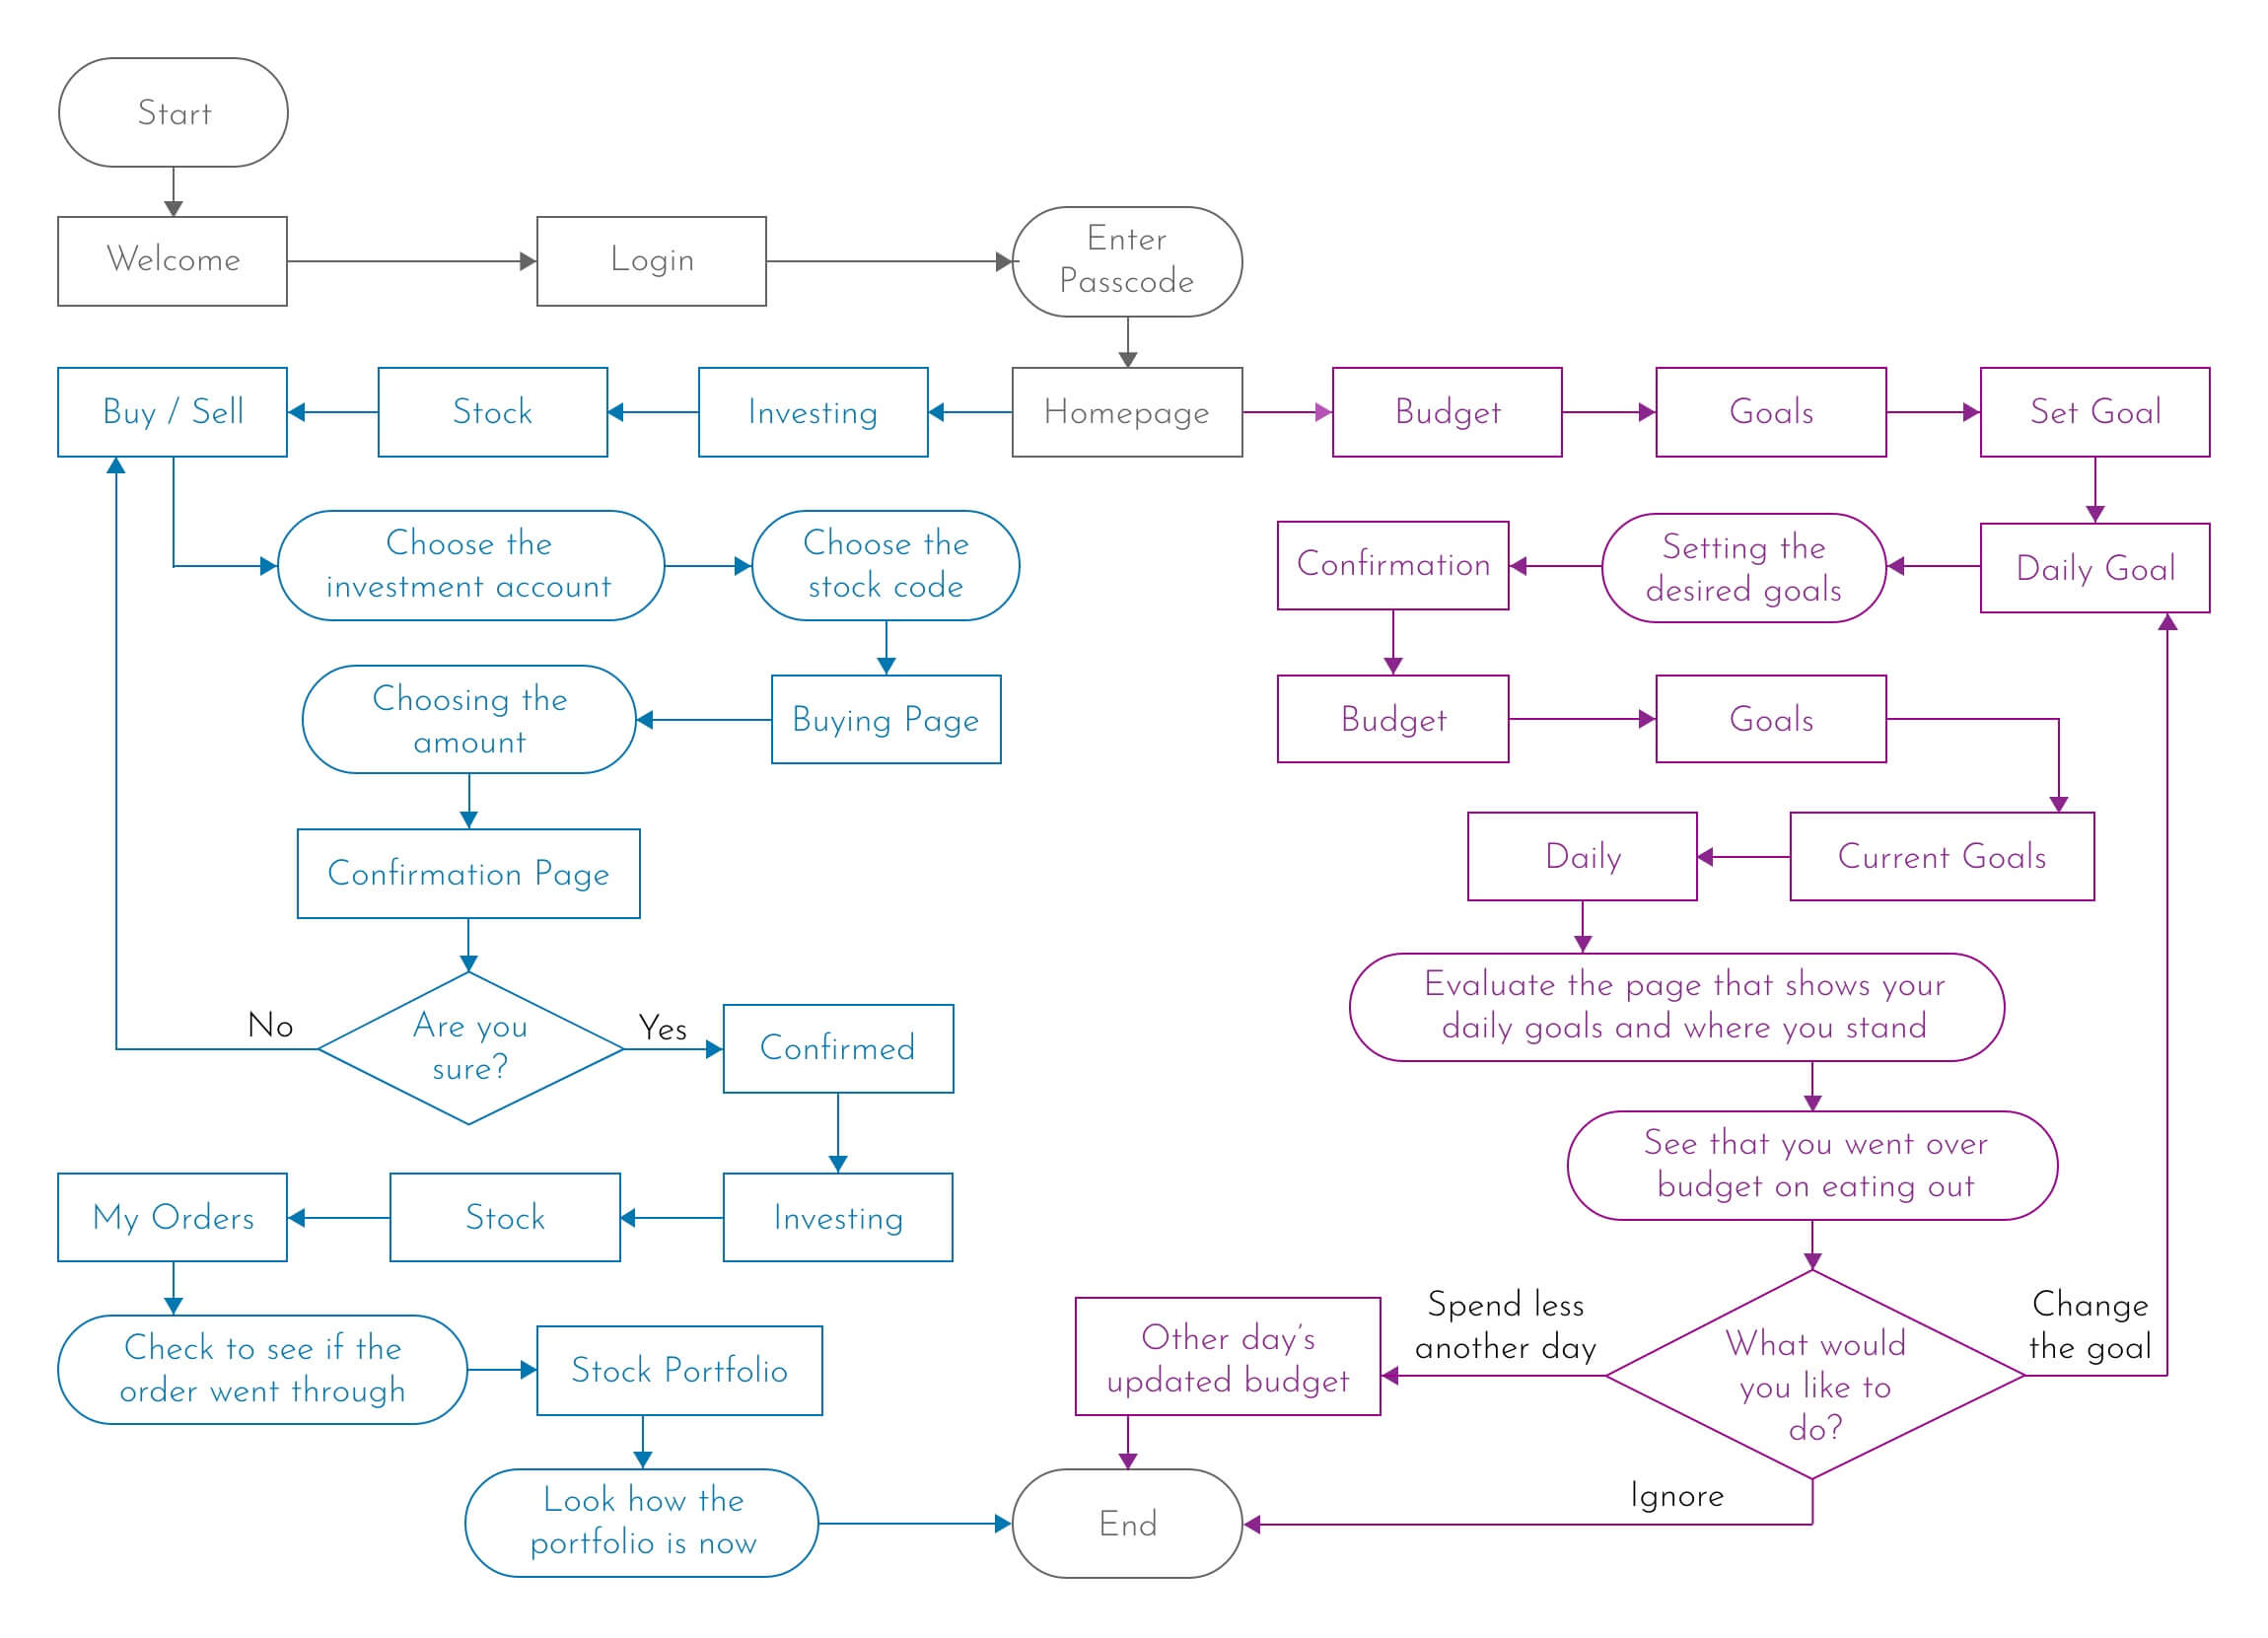 Start
Welcome
Login
Enter
Passcode
Buy / Sell
Stock
Investing
Homepage
Budget
Goals
Set Goal
Choose the
investment account
Choose the
stock code
Confirmation
Setting the
desired goals
Daily Goal
Choosing the
amount
Buying Page
Budget
Goals
Confirmation Page
Daily
Current Goals
Evaluate the page that shows your
daily goals and where you stand
No
Are you
sure?
Yes
Confirmed
See that you went over
budget on eating out
My Orders
Stock
Investing
Check to see if the
order went through
Stock Portfolio
Other day’s
updated budget
Spend less
another day
What would
you like to
do?
Change
the goal
Look how the
portfolio is now
End
Ignore